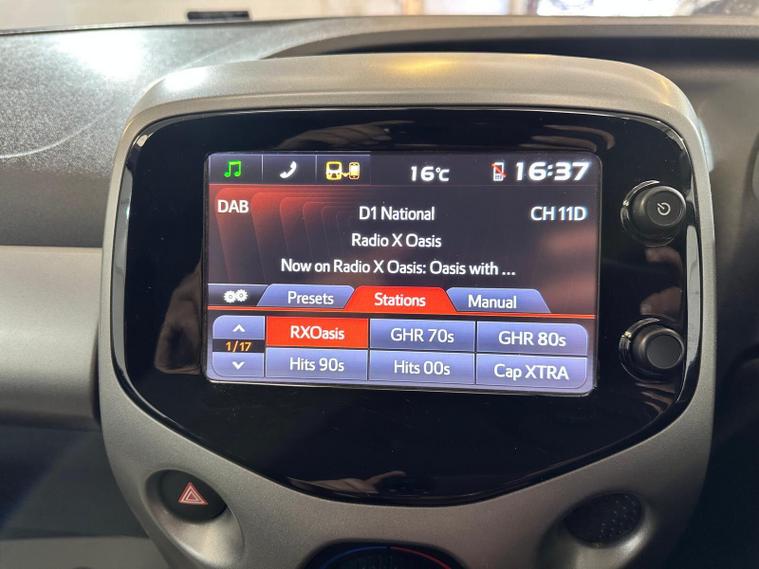 16°C 16:37
DAB D1 National CH 11D
Radio X Oasis
Now on Radio X Oasis: Oasis with ...
Presets Stations Manual
RXOasis GHR 70s GHR 80s
1/17
Hits 90s Hits 00s Cap XTRA